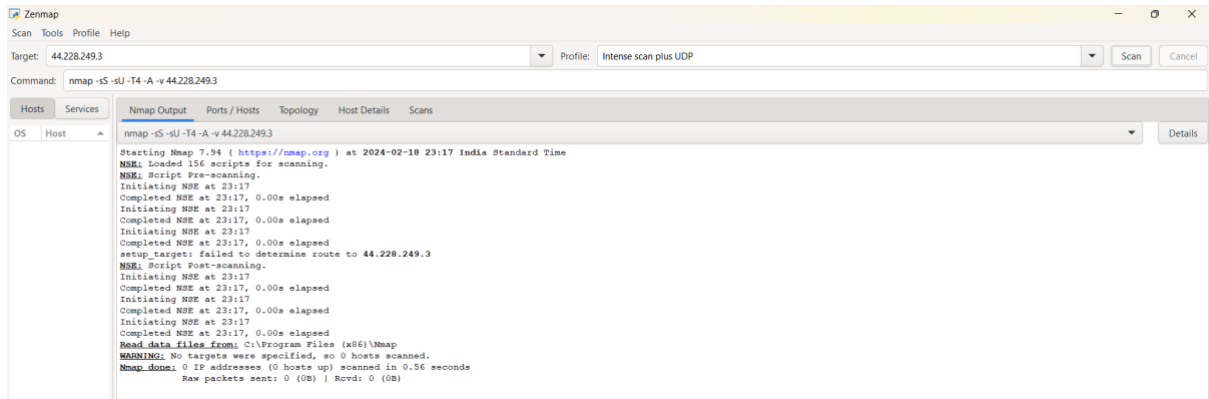 Zenmap
Scan Tools Profile Help
Target: 44.228.249.3 Profile: Intense scan plus UDP Scan Cancel
Command: nmap -sS -sU -T4 -A -v 44.228.249.3
Hosts Services Nmap Output Ports / Hosts Topology Host Details Scans
OS Host nmap -sS -sU -T4 -A -v 44.228.249.3 Details
Starting Nmap 7.94 ( https://nmap.org ) at 2024-02-18 23:17 India Standard Time
NSE: Loaded 156 scripts for scanning.
NSE: Script Pre-scanning.
Initiating NSE at 23:17
Completed NSE at 23:17, 0.00s elapsed
Initiating NSE at 23:17
Completed NSE at 23:17, 0.00s elapsed
Initiating NSE at 23:17
Completed NSE at 23:17, 0.00s elapsed
setup_target: failed to determine route to 44.228.249.3
NSE: Script Post-scanning.
Initiating NSE at 23:17
Completed NSE at 23:17, 0.00s elapsed
Initiating NSE at 23:17
Completed NSE at 23:17, 0.00s elapsed
Initiating NSE at 23:17
Completed NSE at 23:17, 0.00s elapsed
Read data files from: C:\Program Files (x86)\Nmap
WARNING: No targets were specified, so 0 hosts scanned.
Nmap done: 0 IP addresses (0 hosts up) scanned in 0.56 seconds
Raw packets sent: 0 (0B) | Rcvd: 0 (0B)